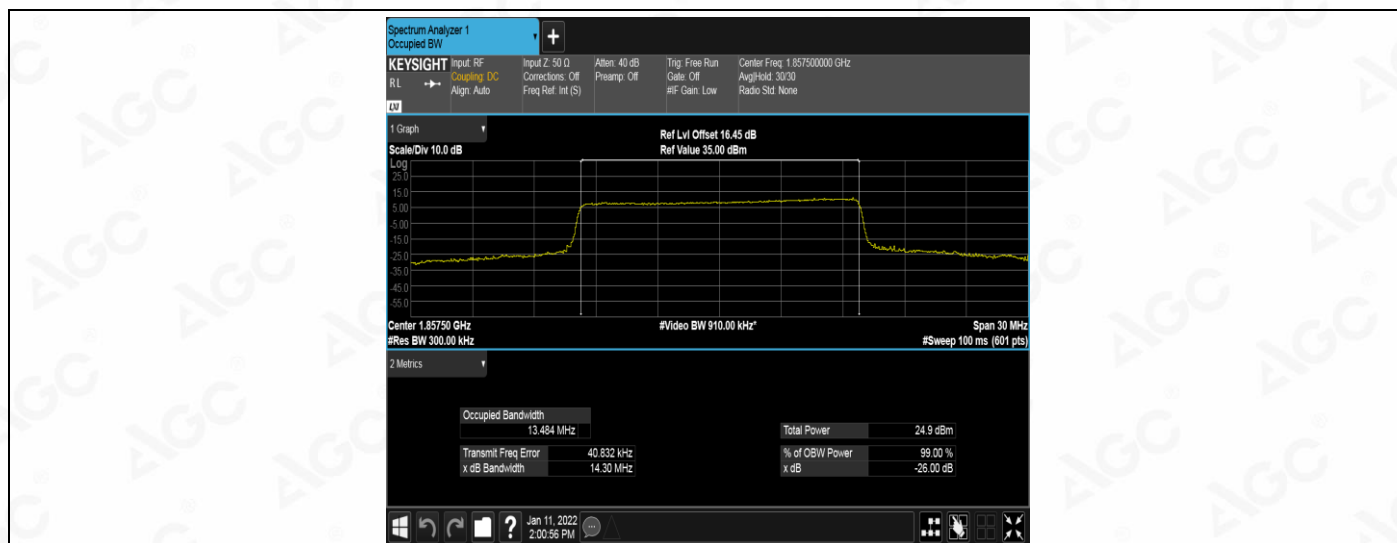 Spectrum Analyzer 1
Occupied BW
KEYSIGHT Input: RF Input Z: 50 Ω Atten: 40 dB Trig: Free Run Center Freq: 1.857500000 GHz
RL Coupling: DC Corrections: Off Preamp: Off Gate: Off Avg|Hold: 30/30
Align: Auto Freq Ref: Int (S) #IF Gain: Low Radio Std: None
LXI
1 Graph Ref Lvl Offset 16.45 dB
Scale/Div 10.0 dB Ref Value 35.00 dBm
Log
25.0
15.0
5.00
-5.00
-15.0
-25.0
-35.0
-45.0
-55.0
Center 1.85750 GHz #Video BW 910.00 kHz* Span 30 MHz
#Res BW 300.00 kHz #Sweep 100 ms (601 pts)
2 Metrics
Occupied Bandwidth
13.484 MHz Total Power 24.9 dBm
Transmit Freq Error 40.832 kHz % of OBW Power 99.00 %
x dB Bandwidth 14.30 MHz x dB -26.00 dB
Jan 11, 2022
2:00:56 PM
AGC